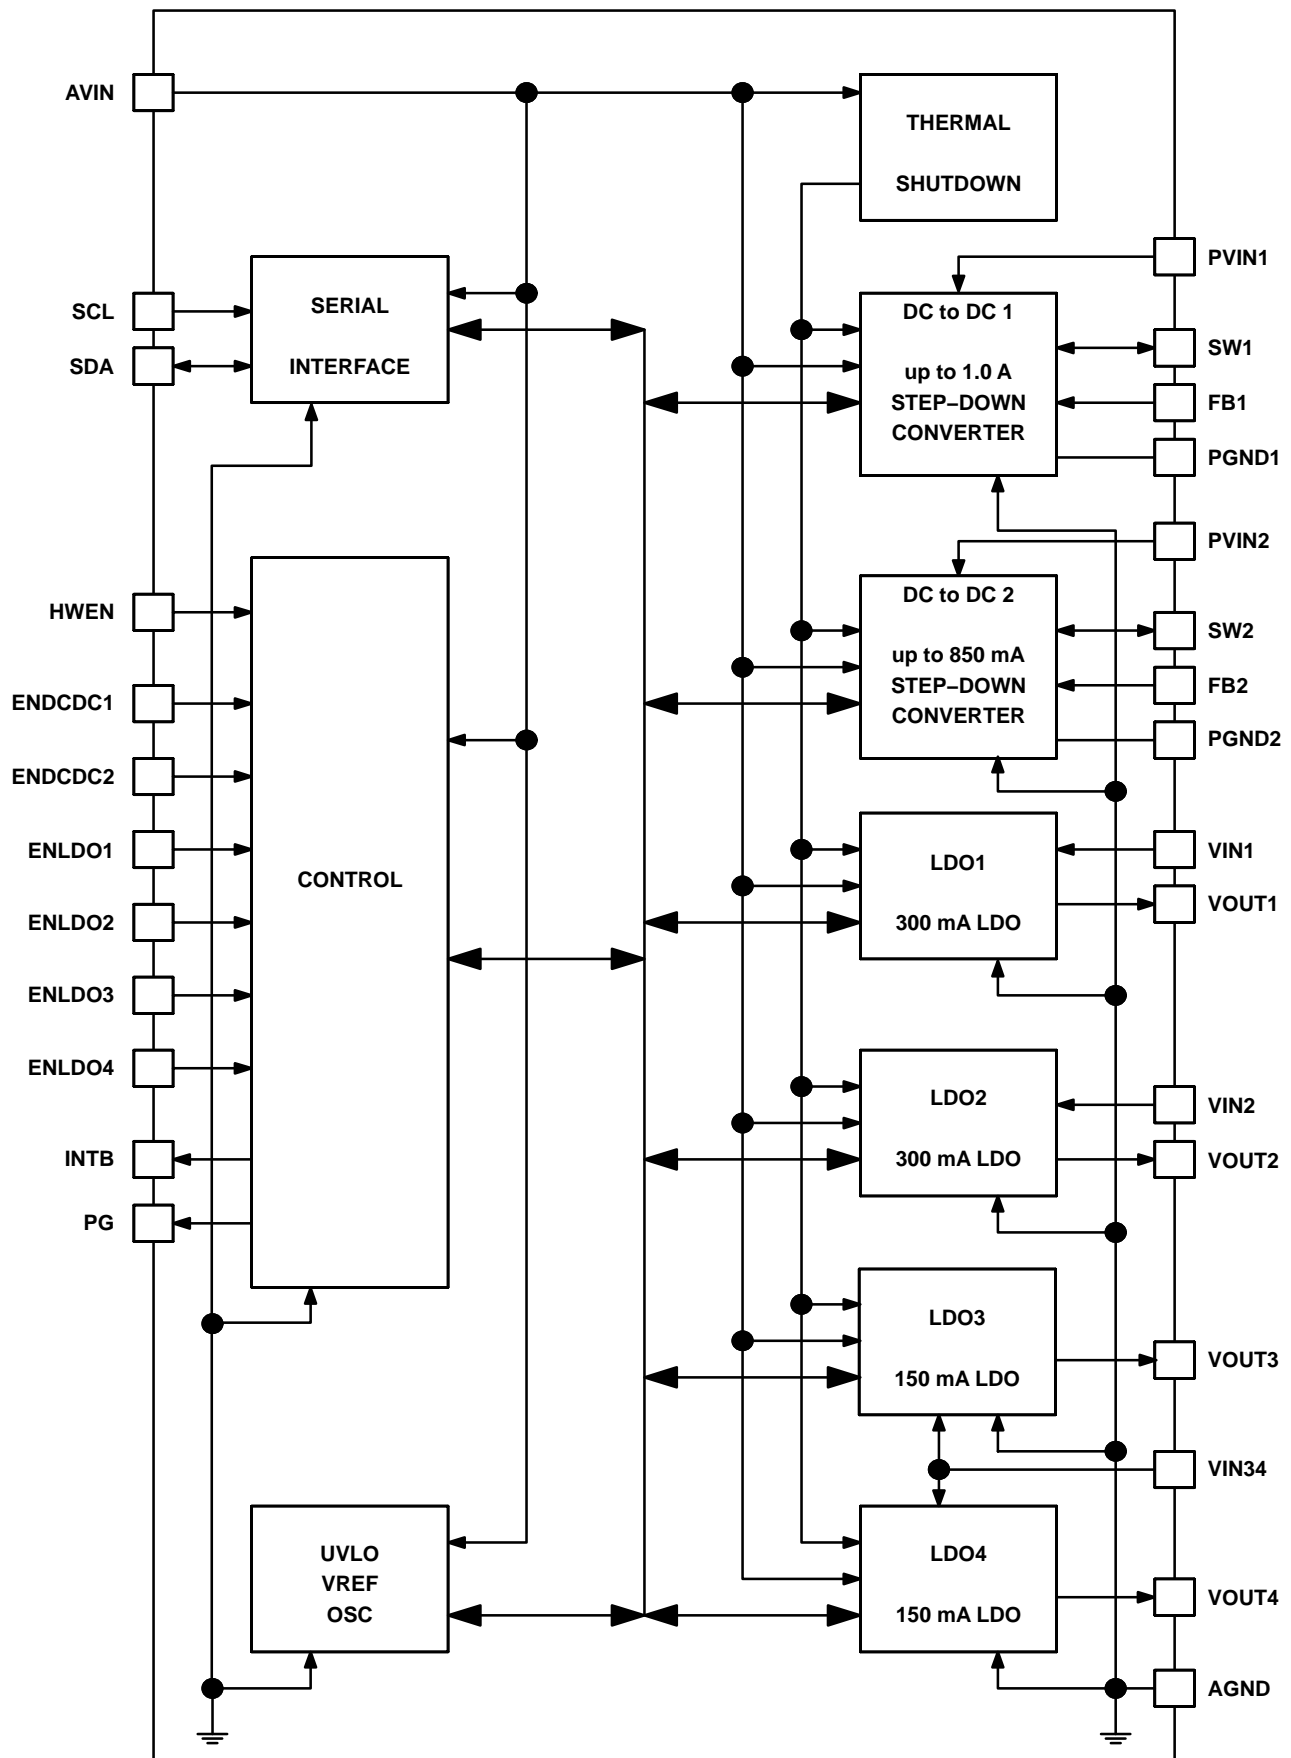 AVIN
THERMAL
SHUTDOWN
PVIN1
SCL
SERIAL
DC to DC 1
SW1
SDA
INTERFACE
up to 1.0 A
FB1
STEP–DOWN
CONVERTER
PGND1
PVIN2
HWEN
DC to DC 2
SW2
up to 850 mA
FB2
STEP–DOWN
ENDCDC1
CONVERTER
PGND2
ENDCDC2
ENLDO1
VIN1
LDO1
CONTROL
VOUT1
ENLDO2
300 mA LDO
ENLDO3
ENLDO4
LDO2
VIN2
INTB
300 mA LDO
VOUT2
PG
LDO3
VOUT3
150 mA LDO
VIN34
UVLO
LDO4
VREF
VOUT4
OSC
150 mA LDO
AGND